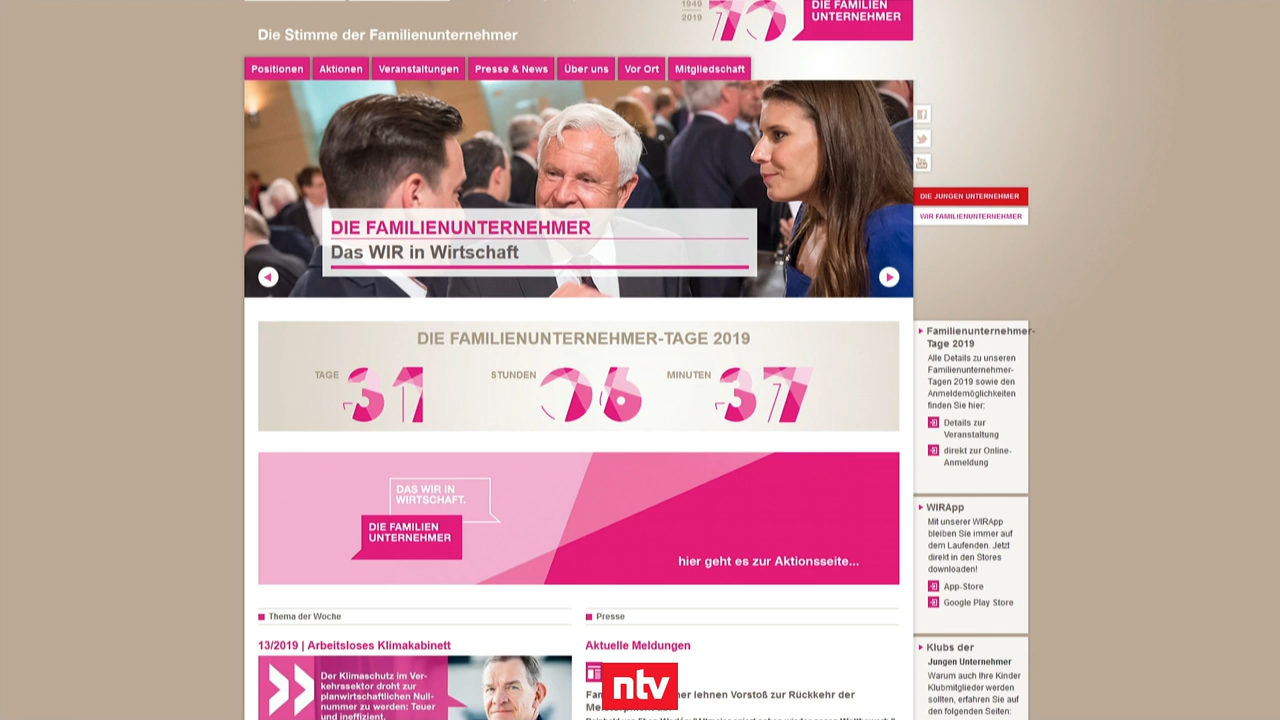 1949
2019
DIE FAMILIEN
UNTERNEHMER
Die Stimme der Familienunternehmer
Positionen
Aktionen
Veranstaltungen
Presse & News
Über uns
Vor Ort
Mitgliedschaft
DIE FAMILIENUNTERNEHMER
Das WIR in Wirtschaft
You
DIE JUNGEN UNTERNEHMER
WIR FAMILIENUNTERNEHMER
DIE FAMILIENUNTERNEHMER-TAGE 2019
TAGE 31 STUNDEN 06 MINUTEN 37
DAS WIR IN
WIRTSCHAFT.
DIE FAMILIEN
UNTERNEHMER
hier geht es zur Aktionsseite...
Thema der Woche
13/2019 | Arbeitsloses Klimakabinett
Der Klimaschutz im Ver-
kehrssektor droht zur
planwirtschaftlichen Null-
nummer zu werden: Teuer
und ineffizient.
Presse
Aktuelle Meldungen
ntv
lehnen Vorstoß zur Rückkehr der
Familienunternehmer-
Tage 2019
Alle Details zu unseren
Familienunternehmer-
Tagen 2019 sowie den
Anmeldemöglichkeiten
finden Sie hier:
Details zur
Veranstaltung
direkt zur Online-
Anmeldung
WIRApp
Mit unserer WIRApp
bleiben Sie immer auf
dem Laufenden. Jetzt
direkt in den Stores
downloaden!
App-Store
Google Play Store
Klubs der
Jungen Unternehmer
Warum auch Ihre Kinder
Klubmitglieder werden
sollten, erfahren Sie auf
den folgenden Seiten: